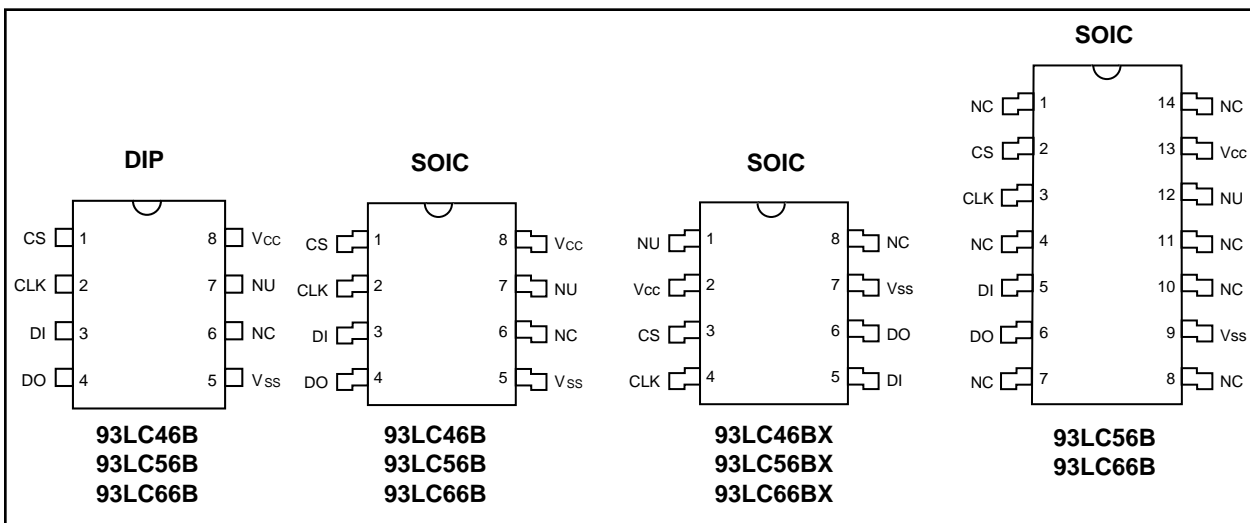 DIP
CS 1 8 VCC
CLK 2 7 NU
DI 3 6 NC
DO 4 5 VSS
93LC46B
93LC56B
93LC66B
SOIC
CS 1 8 VCC
CLK 2 7 NU
DI 3 6 NC
DO 4 5 VSS
93LC46B
93LC56B
93LC66B
SOIC
NU 1 8 NC
Vcc 2 7 Vss
CS 3 6 DO
CLK 4 5 DI
93LC46BX
93LC56BX
93LC66BX
SOIC
NC 1 14 NC
CS 2 13 Vcc
CLK 3 12 NU
NC 4 11 NC
DI 5 10 NC
DO 6 9 Vss
NC 7 8 NC
93LC56B
93LC66B